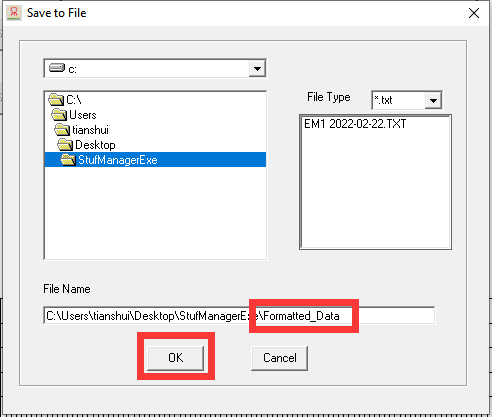 Save to File
c:
File Type
*.txt
C:\
Users
tianshui
Desktop
StufManagerExe
EM1 2022-02-22.TXT
File Name
C:\Users\tianshui\Desktop\StufManagerExe\Formatted_Data
OK
Cancel